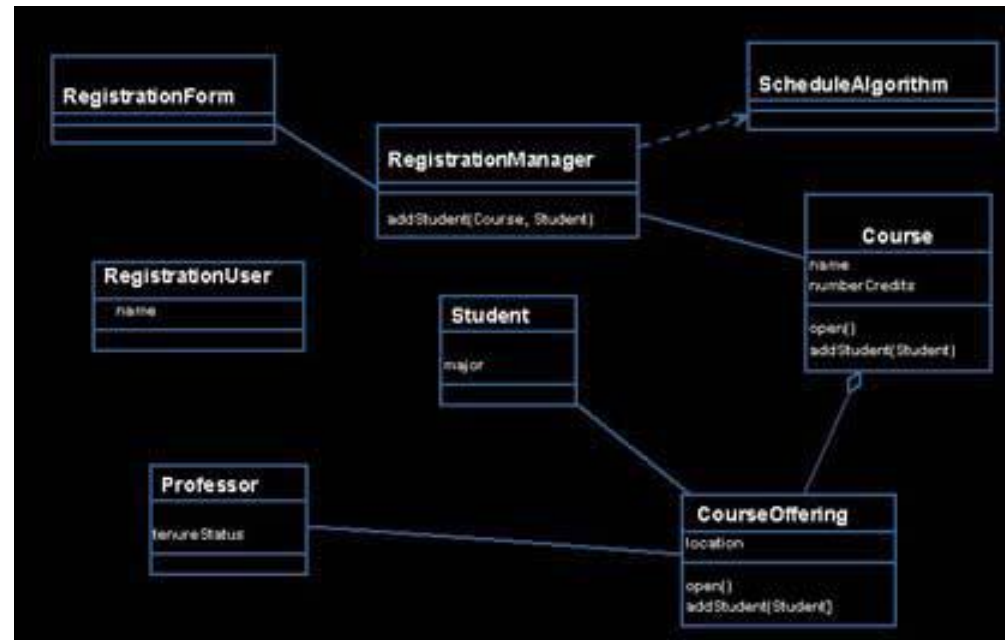 RegistrationForm
ScheduleAlgorithm
RegistrationManager
addStudent(Course, Student)
Course
name
numberCredits
open()
addStudent(Student)
RegistrationUser
name
Student
major
Professor
tenureStatus
CourseOffering
location
open()
addStudent(Student)